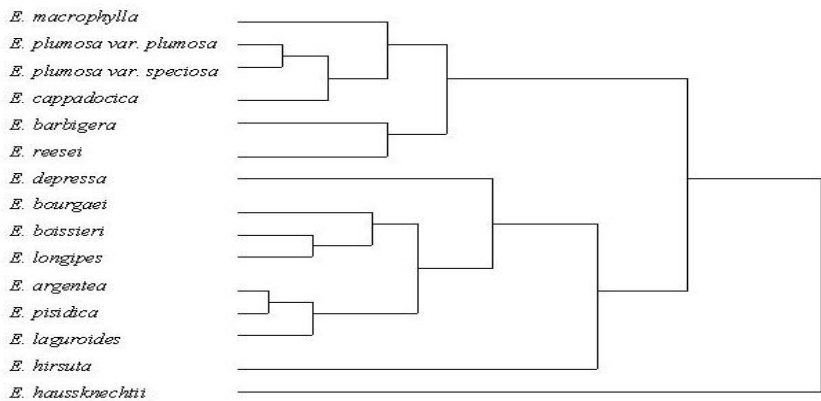 E. macrophylla
E. plumosa var. plumosa
E. plumosa var. speciosa
E. cappadocica
E. barbigera
E. reesei
E. depressa
E. bourgaei
E. boissieri
E. longipes
E. argentea
E. pisidica
E. laguroides
E. hirsuta
E. haussknechtii